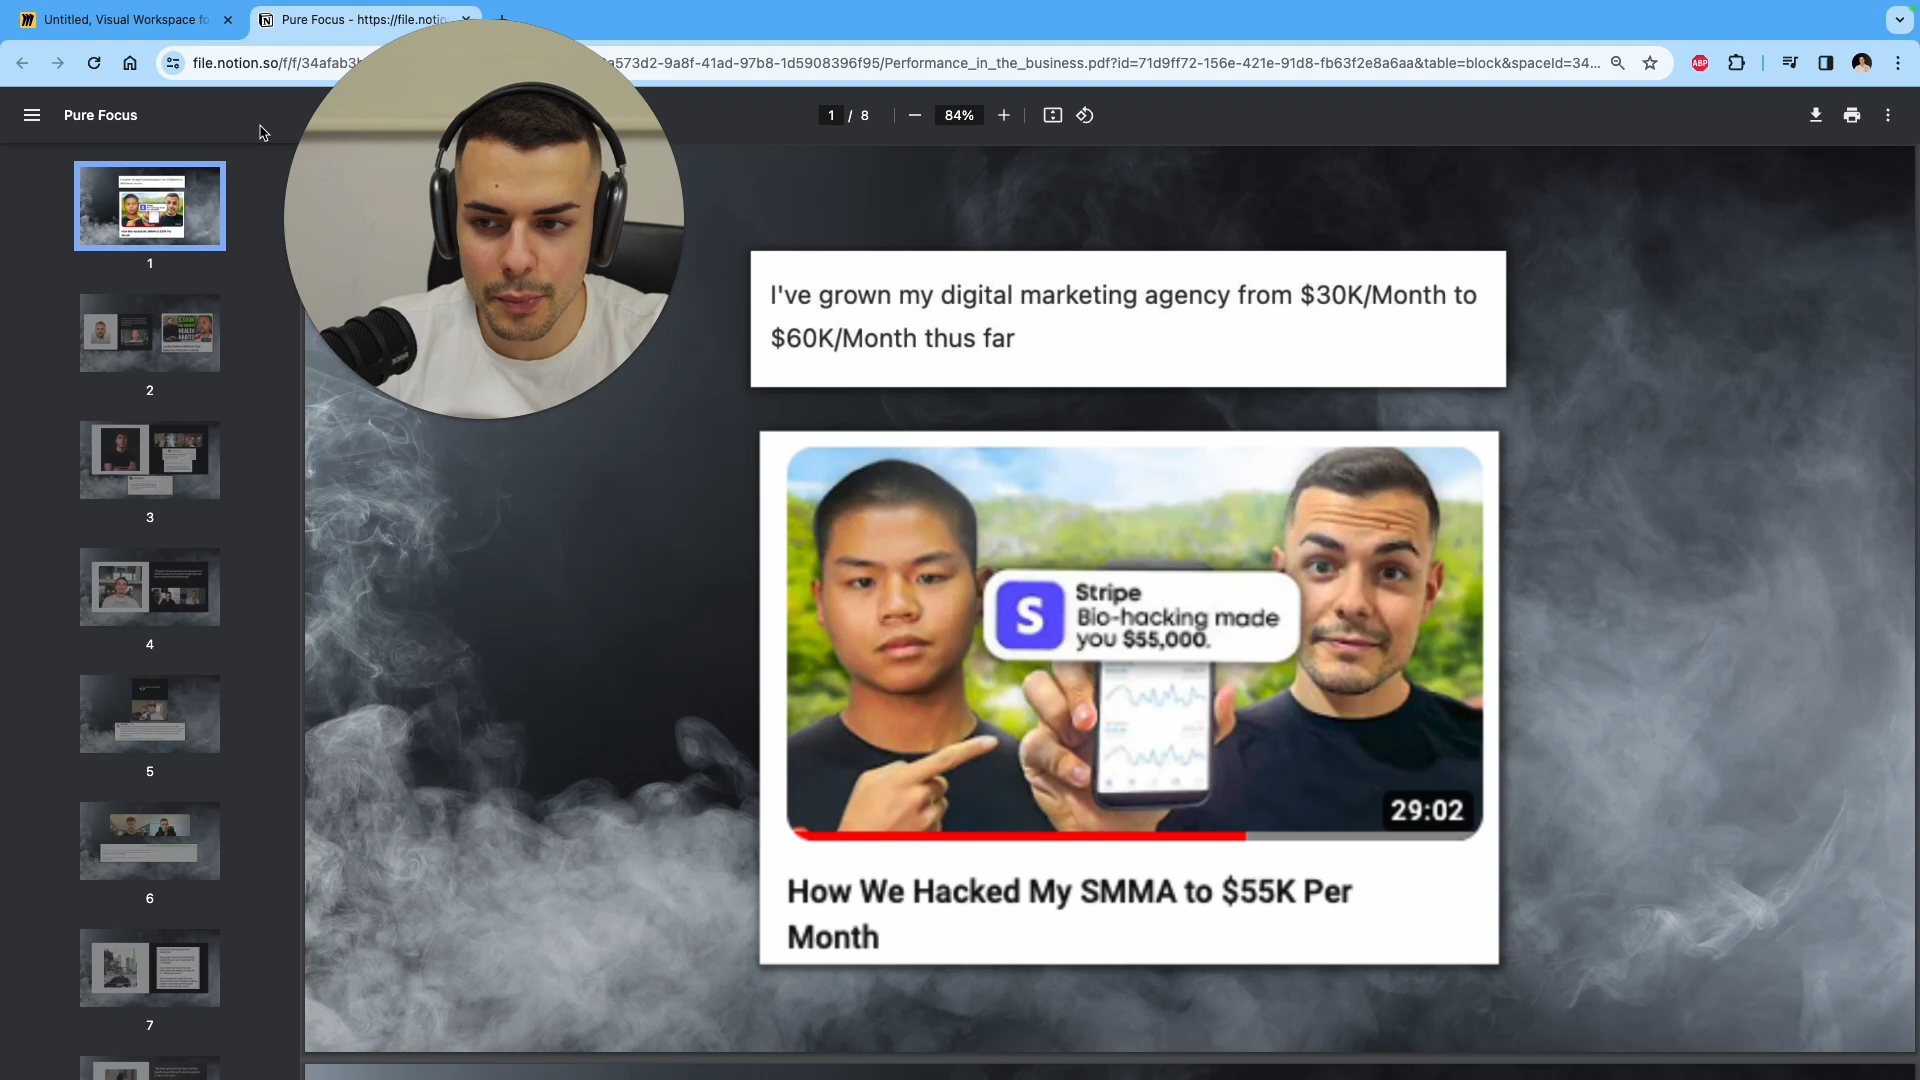 Untitled, Visual Workspace fo
Pure Focus - https://file.notio
file.notion.so/f/f/34afab3b
a573d2-9a8f-41ad-97b8-1d5908396f95/Performance_in_the_business.pdf?id=71d9ff72-156e-421e-91d8-fb63f2e8a6aa&table=block&spaceId=34...
ABP
Pure Focus
1 / 8
84%
I've grown my digital marketing agency from $30K/Month to
$60K/Month thus far
S
Stripe
Bio-hacking made
you $55,000.
29:02
How We Hacked My SMMA to $55K Per
Month
1
2
3
4
5
6
7